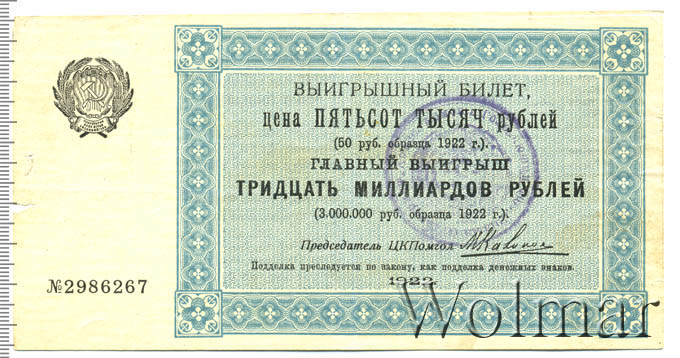 ВЫИГРЫШНЫЙ БИЛЕТ,
цена ПЯТЬСОТ ТЫСЯЧ рублей
(50 руб. образца 1922 г.).
ГЛАВНЫЙ ВЫИГРЫШ
ТРИДЦАТЬ МИЛЛИАРДОВ РУБЛЕЙ
(3.000.000 руб. образца 1922 г.).
Председатель ЦКПомгол
Подделка преследуется по закону, как подделка денежных знаков.
1922.
№2986267
Wolmar